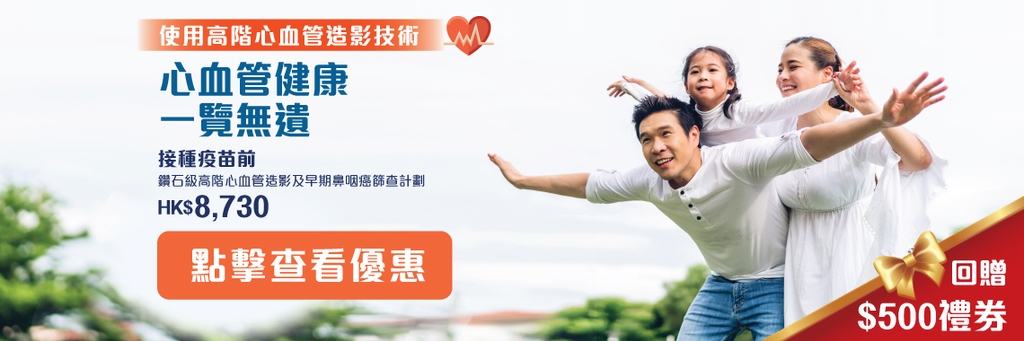 使用高階心血管造影技術
心血管健康
一覽無遺
接種疫苗前
鑽石級高階心血管造影及早期鼻咽癌篩查計劃
HK$8,730
點擊查看優惠
回贈
$500禮券